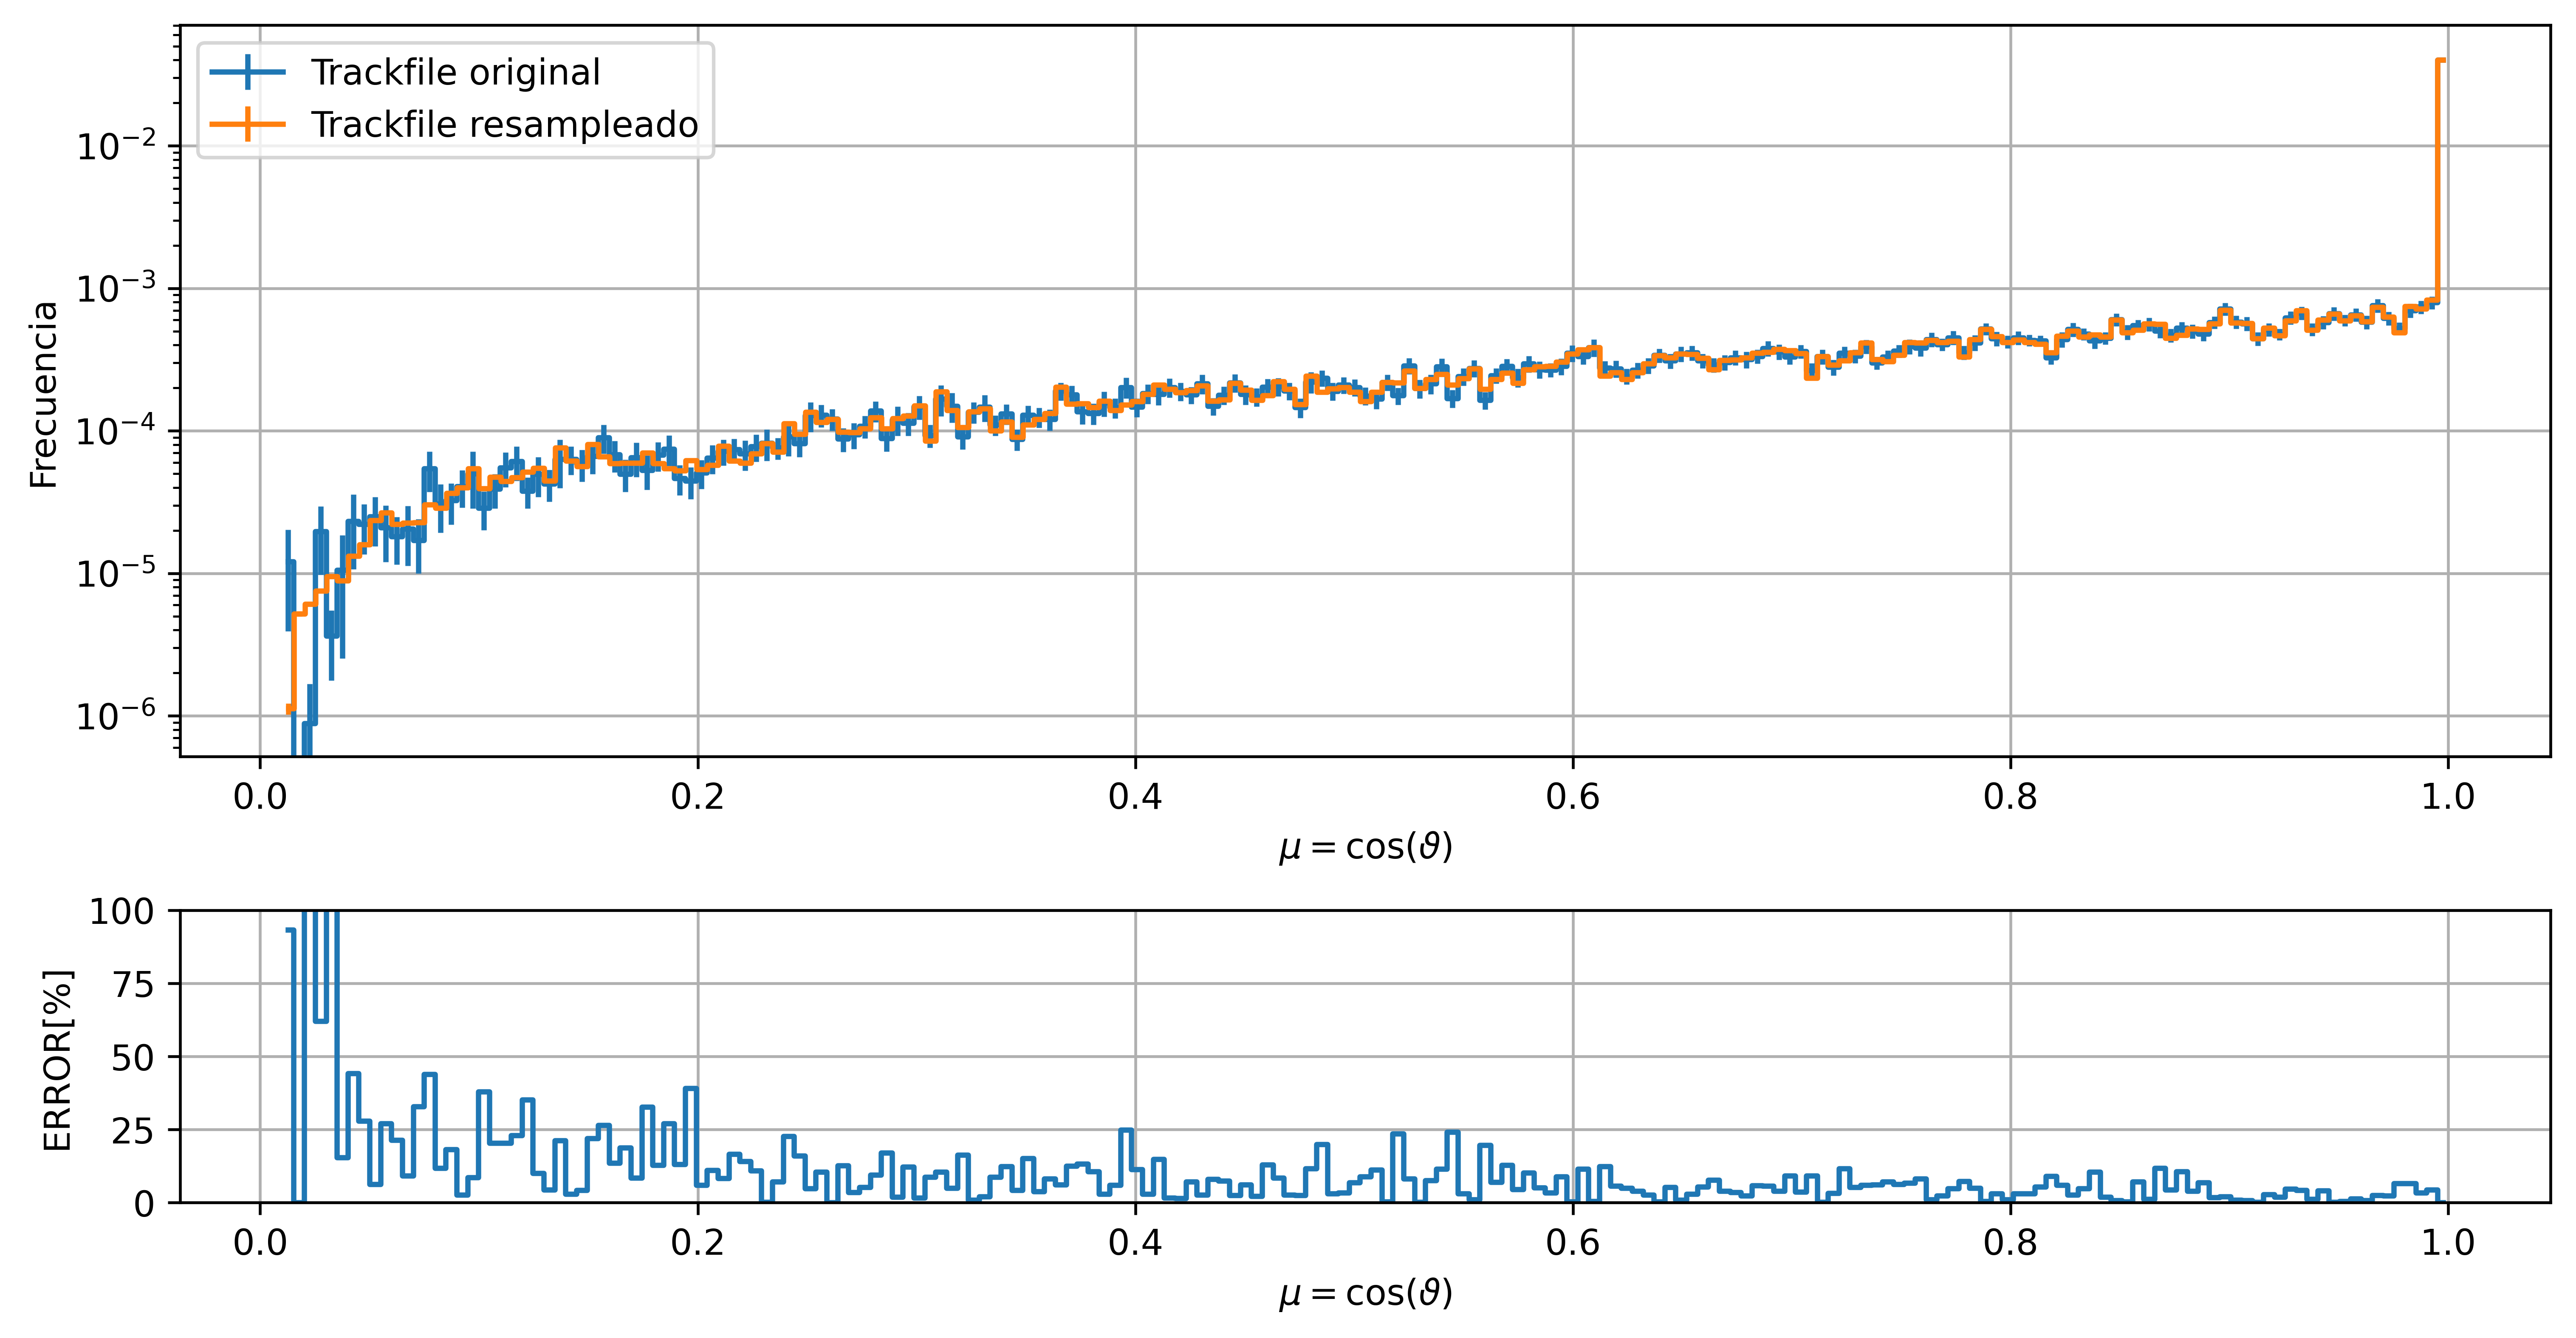 Trackfile original
Trackfile resampleado
Frecuencia
10⁻²
10⁻³
10⁻⁴
10⁻⁵
10⁻⁶
0.0 0.2 0.4 0.6 0.8 1.0
μ = cos(ϑ)
ERROR[%]
100
75
50
25
0
0.0 0.2 0.4 0.6 0.8 1.0
μ = cos(ϑ)